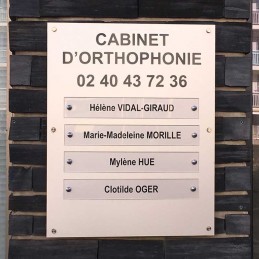 CABINET
D'ORTHOPHONIE
02 40 43 72 36
Hélène VIDAL-GIRAUD
Marie-Madeleine MORILLE
Mylène HUE
Clotilde OGER